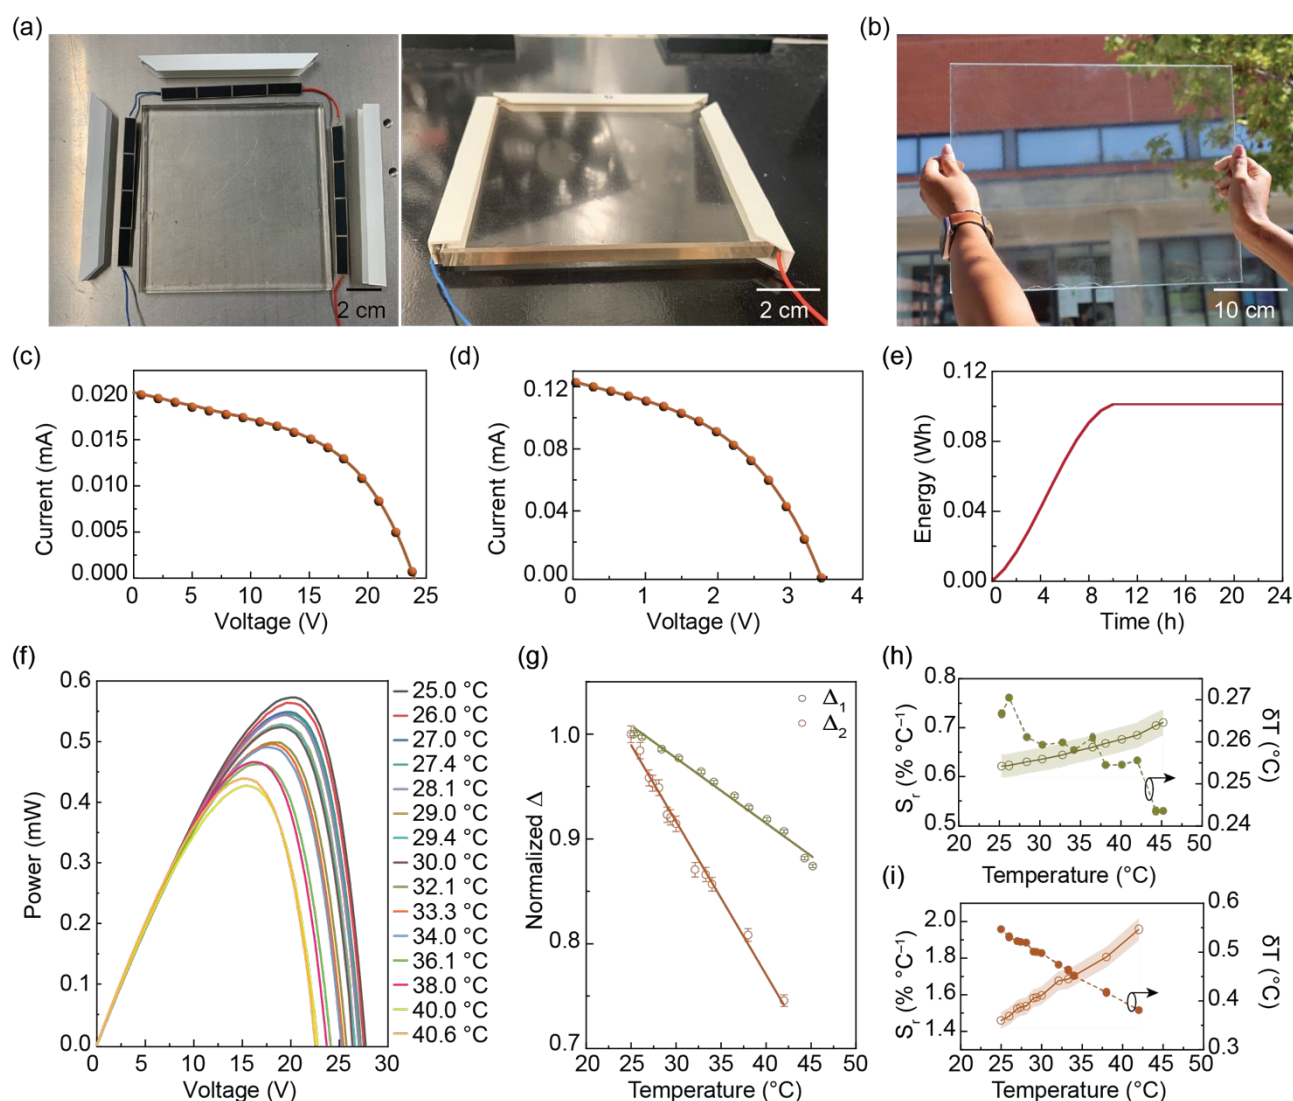 (a)
2 cm
2 cm
(b)
10 cm
(c)
0.020
0.015
0.010
0.005
0.000
Current (mA)
0 5 10 15 20 25
Voltage (V)
(d)
0.12
0.08
0.04
0.00
Current (mA)
0 1 2 3 4
Voltage (V)
(e)
0.12
0.08
0.04
0.00
Energy (Wh)
0 4 8 12 16 20 24
Time (h)
(f)
0.6
0.5
0.4
0.3
0.2
0.1
0.0
Power (mW)
0 10 20 30
Voltage (V)
25.0 °C
26.0 °C
27.0 °C
27.4 °C
28.1 °C
29.0 °C
29.4 °C
30.0 °C
32.1 °C
33.3 °C
34.0 °C
36.1 °C
38.0 °C
40.0 °C
40.6 °C
(g)
1.0
0.9
0.8
0.7
Normalized Δ
Δ₁
Δ₂
20 25 30 35 40 45 50
Temperature (°C)
(h)
0.8
0.7
0.6
0.5
Sᵣ (% °C⁻¹)
0.27
0.26
0.25
0.24
δT (°C)
20 25 30 35 40 45 50
Temperature (°C)
(i)
2.0
1.8
1.6
1.4
Sᵣ (% °C⁻¹)
0.6
0.5
0.4
0.3
δT (°C)
20 25 30 35 40 45 50
Temperature (°C)